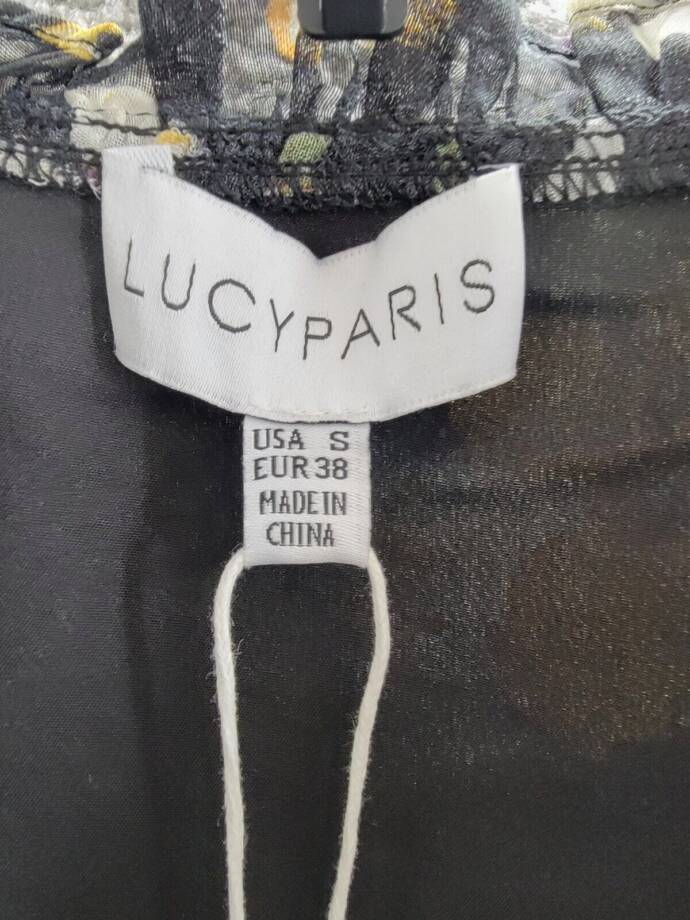 LUCYPARIS
USA S
EUR 38
MADE IN
CHINA